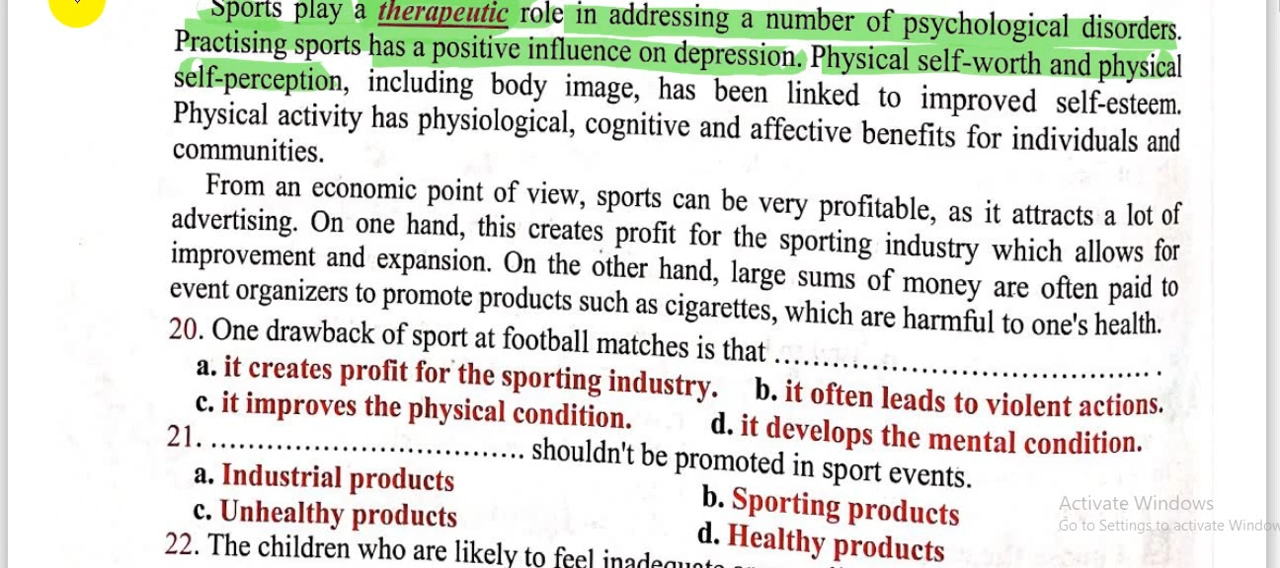 Sports play a therapeutic role in addressing a number of psychological disorders.
Practising sports has a positive influence on depression. Physical self-worth and physical
self-perception, including body image, has been linked to improved self-esteem.
Physical activity has physiological, cognitive and affective benefits for individuals and
communities.
From an economic point of view, sports can be very profitable, as it attracts a lot of
advertising. On one hand, this creates profit for the sporting industry which allows for
improvement and expansion. On the other hand, large sums of money are often paid to
event organizers to promote products such as cigarettes, which are harmful to one's health.
20. One drawback of sport at football matches is that ................................................
a. it creates profit for the sporting industry. b. it often leads to violent actions.
c. it improves the physical condition. d. it develops the mental condition.
21. .................................... shouldn't be promoted in sport events.
a. Industrial products b. Sporting products
c. Unhealthy products d. Healthy products
22. The children who are likely to feel inadequate
Activate Windows
Go to Settings to activate Window